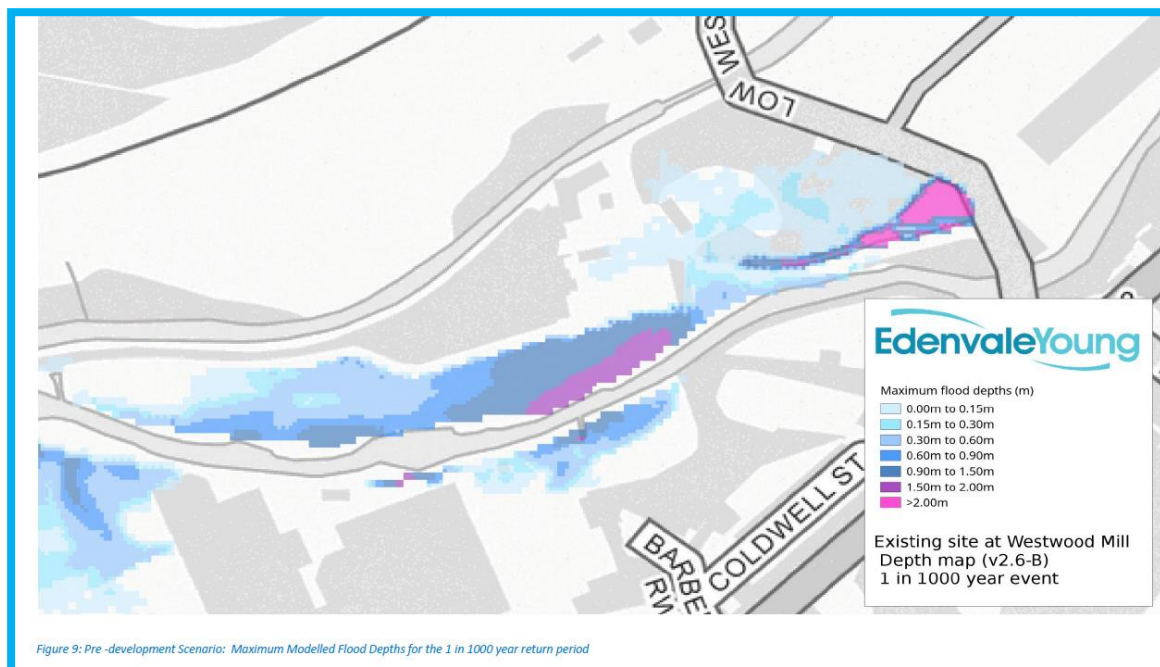 WES
LOW
EdenvaleYoung
Maximum flood depths (m)
0.00m to 0.15m
0.15m to 0.30m
0.30m to 0.60m
0.60m to 0.90m
0.90m to 1.50m
1.50m to 2.00m
>2.00m
Existing site at Westwood Mill
Depth map (v2.6-B)
1 in 1000 year event
COLDWELL ST
BARBE
RW
Figure 9: Pre -development Scenario: Maximum Modelled Flood Depths for the 1 in 1000 year return period